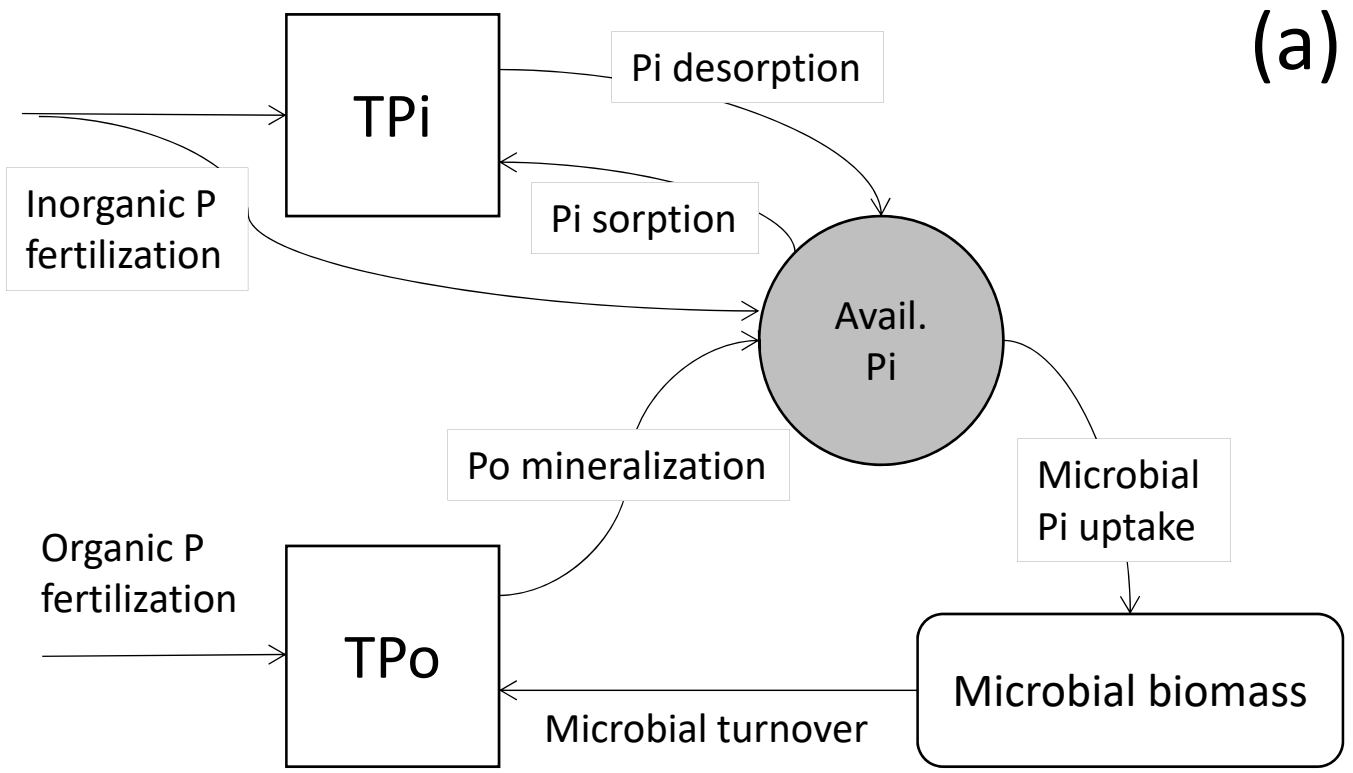 (a)
TPi
Pi desorption
Inorganic P
fertilization
Pi sorption
Avail.
Pi
Po mineralization
Microbial
Pi uptake
Organic P
fertilization
TPo
Microbial biomass
Microbial turnover